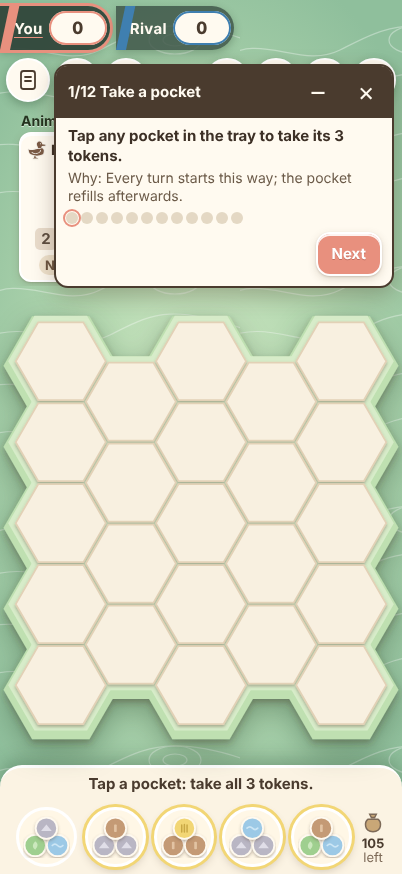 You 0 Rival 0
1/12 Take a pocket
Tap any pocket in the tray to take its 3
tokens.
Why: Every turn starts this way; the pocket
refills afterwards.
Next
2
Tap a pocket: take all 3 tokens.
105
left